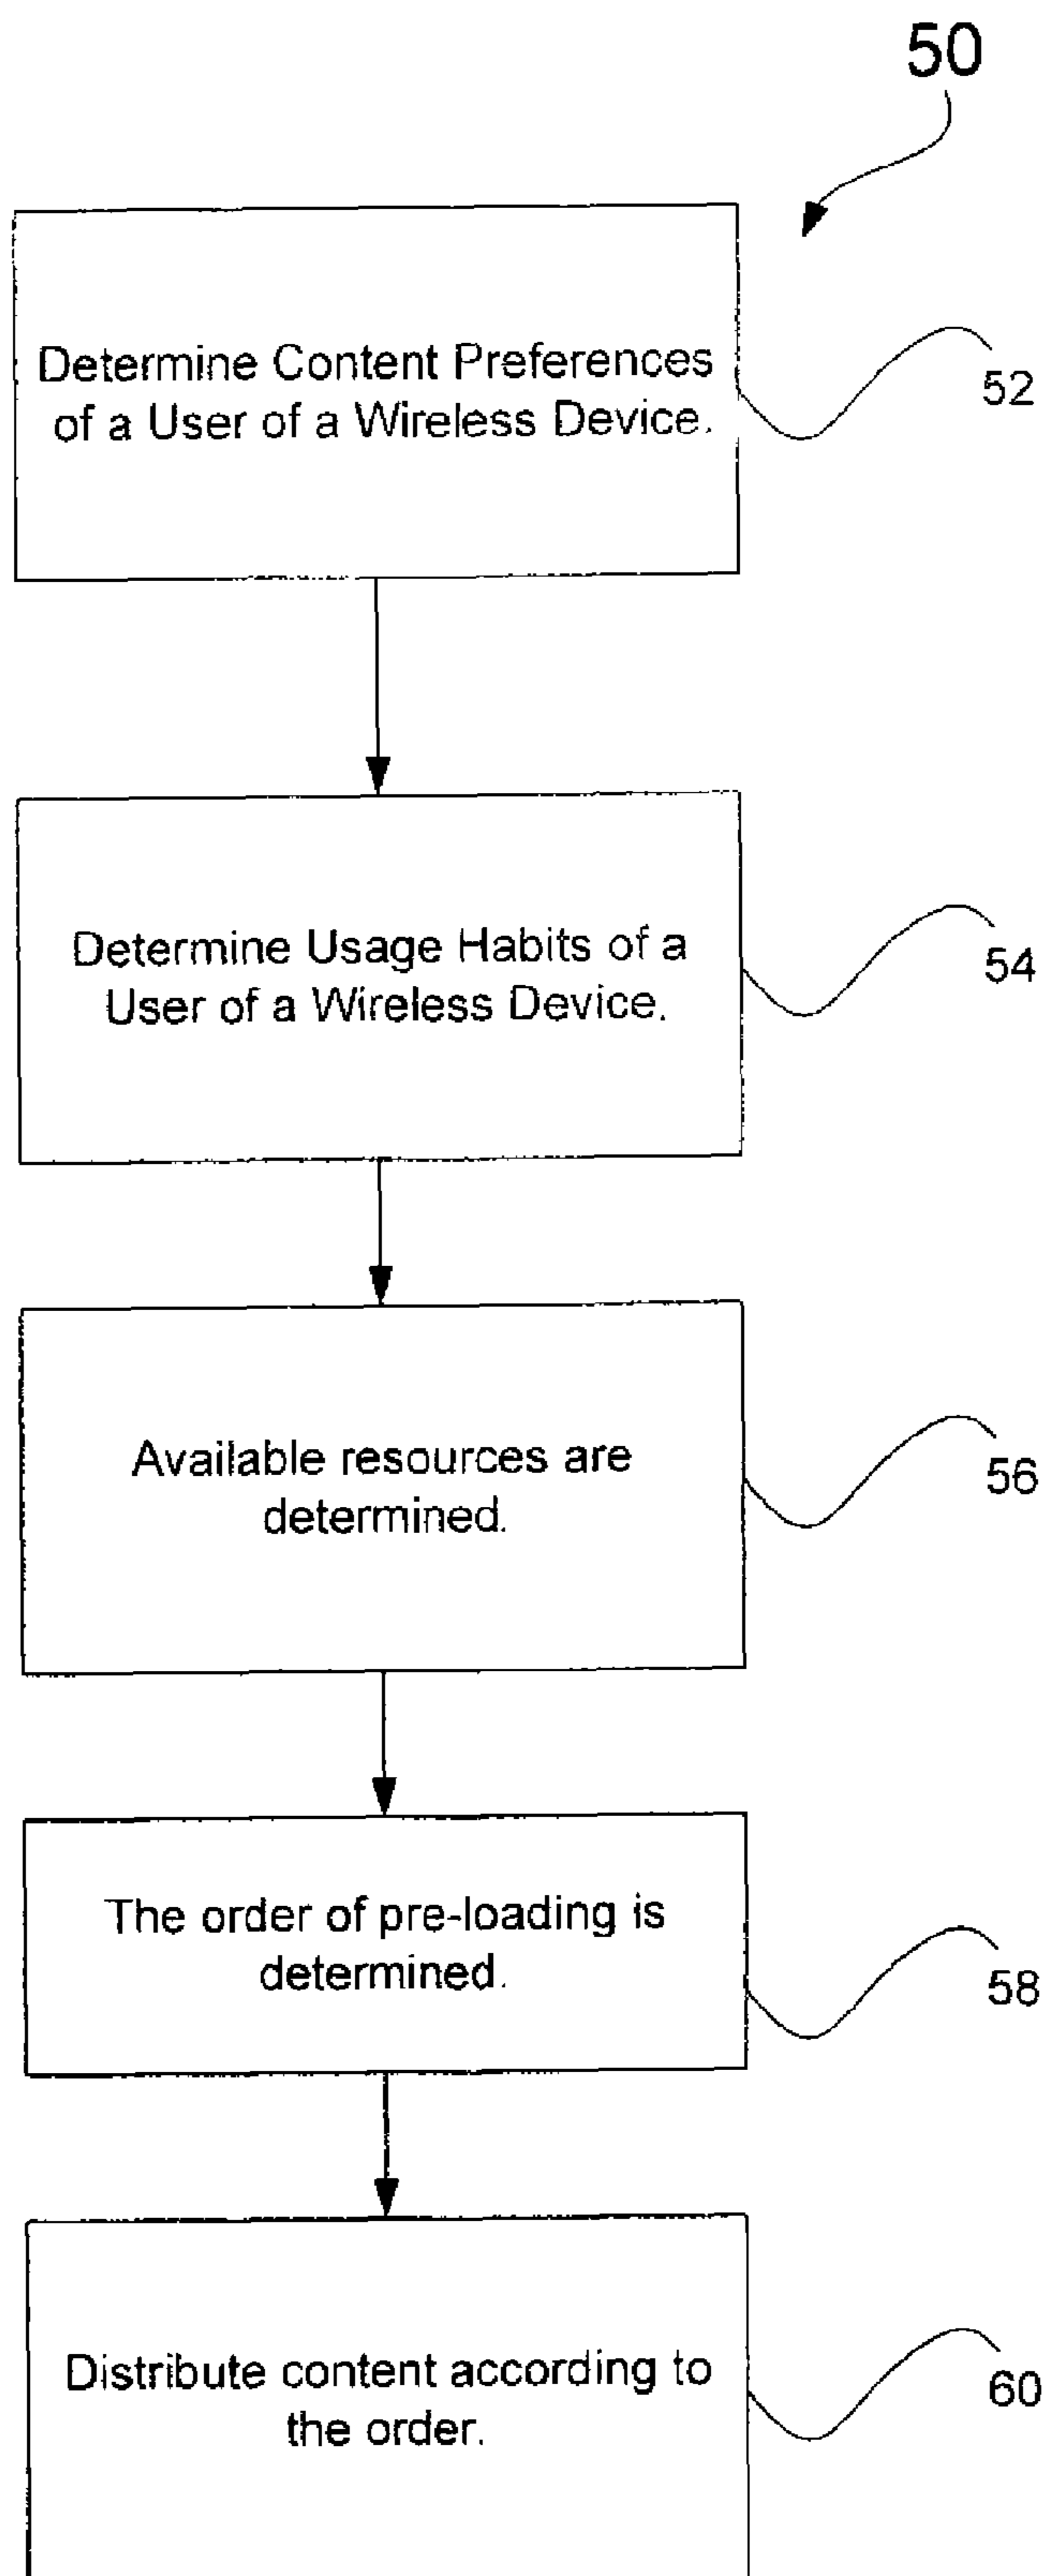 50
Determine Content Preferences
of a User of a Wireless Device.
52
Determine Usage Habits of a
User of a Wireless Device.
54
Available resources are
determined.
56
The order of pre-loading is
determined.
58
Distribute content according to
the order.
60